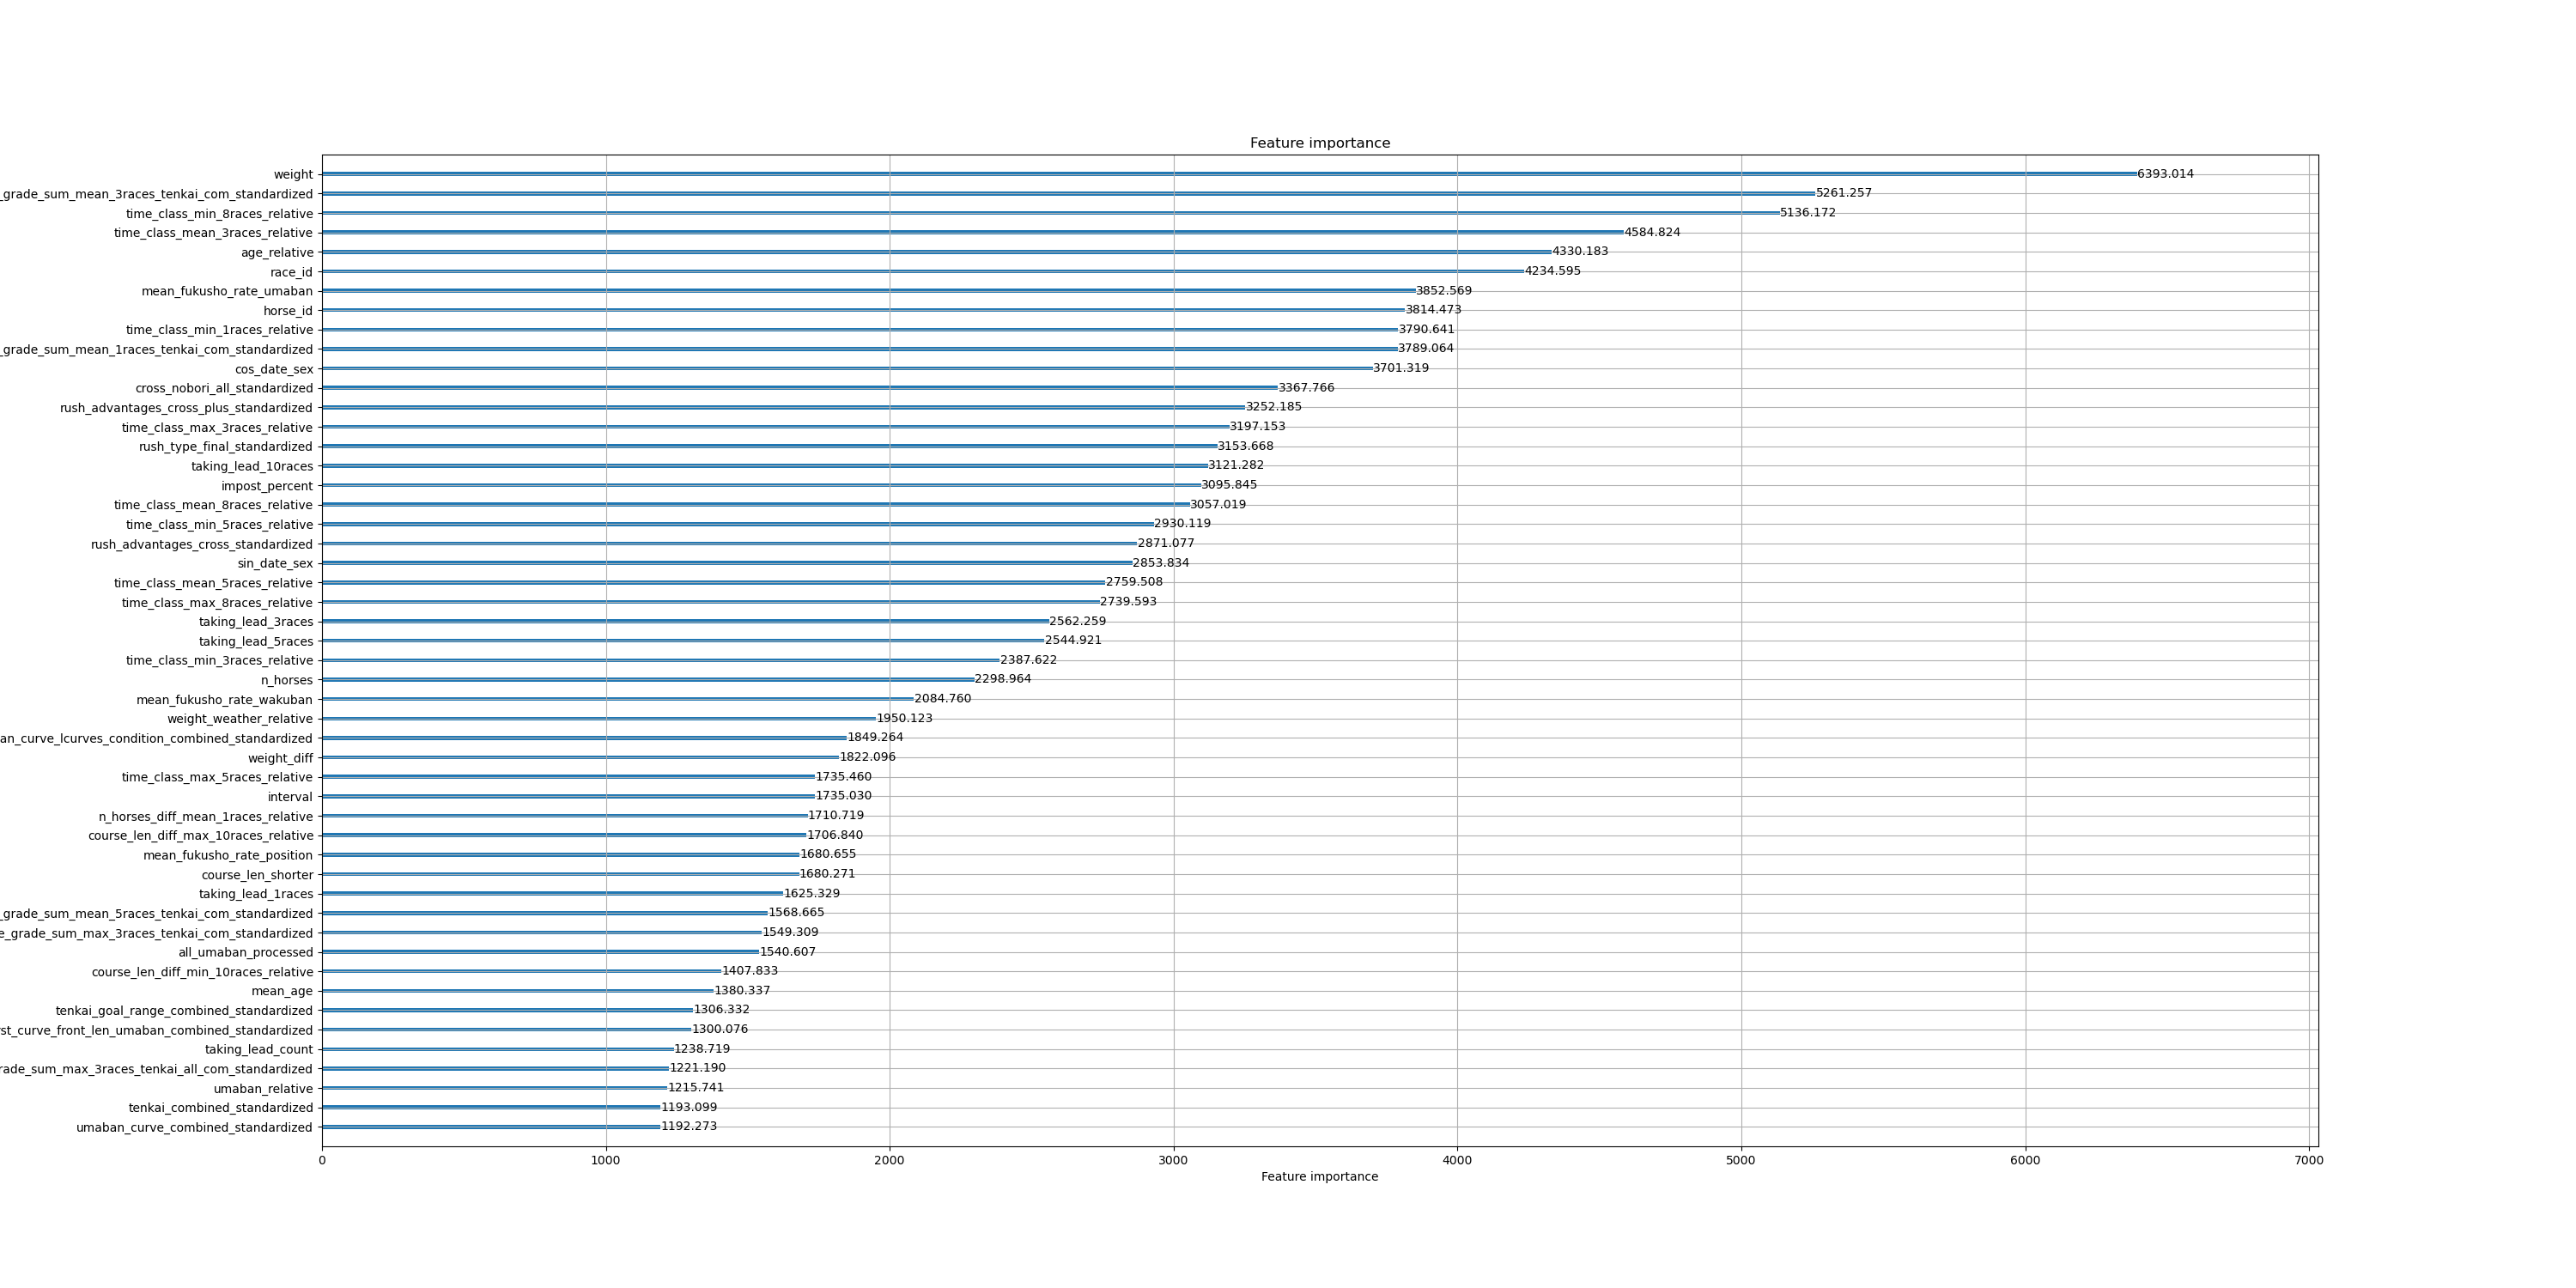 Feature importance
weight 6393.014
_grade_sum_mean_3races_tenkai_com_standardized 5261.257
time_class_min_8races_relative 5136.172
time_class_mean_3races_relative 4584.824
age_relative 4330.183
race_id 4234.595
mean_fukusho_rate_umaban 3852.569
horse_id 3814.473
time_class_min_1races_relative 3790.641
_grade_sum_mean_1races_tenkai_com_standardized 3789.064
cos_date_sex 3701.319
cross_nobori_all_standardized 3367.766
rush_advantages_cross_plus_standardized 3252.185
time_class_max_3races_relative 3197.153
rush_type_final_standardized 3153.668
taking_lead_10races 3121.282
impost_percent 3095.845
time_class_mean_8races_relative 3057.019
time_class_min_5races_relative 2930.119
rush_advantages_cross_standardized 2871.077
sin_date_sex 2853.834
time_class_mean_5races_relative 2759.508
time_class_max_8races_relative 2739.593
taking_lead_3races 2562.259
taking_lead_5races 2544.921
time_class_min_3races_relative 2387.622
n_horses 2298.964
mean_fukusho_rate_wakuban 2084.760
weight_weather_relative 1950.123
an_curve_lcurves_condition_combined_standardized 1849.264
weight_diff 1822.096
time_class_max_5races_relative 1735.460
interval 1735.030
n_horses_diff_mean_1races_relative 1710.719
course_len_diff_max_10races_relative 1706.840
mean_fukusho_rate_position 1680.655
course_len_shorter 1680.271
taking_lead_1races 1625.329
_grade_sum_mean_5races_tenkai_com_standardized 1568.665
e_grade_sum_max_3races_tenkai_com_standardized 1549.309
all_umaban_processed 1540.607
course_len_diff_min_10races_relative 1407.833
mean_age 1380.337
tenkai_goal_range_combined_standardized 1306.332
st_curve_front_len_umaban_combined_standardized 1300.076
taking_lead_count 1238.719
rade_sum_max_3races_tenkai_all_com_standardized 1221.190
umaban_relative 1215.741
tenkai_combined_standardized 1193.099
umaban_curve_combined_standardized 1192.273
0 1000 2000 3000 4000 5000 6000 7000
Feature importance